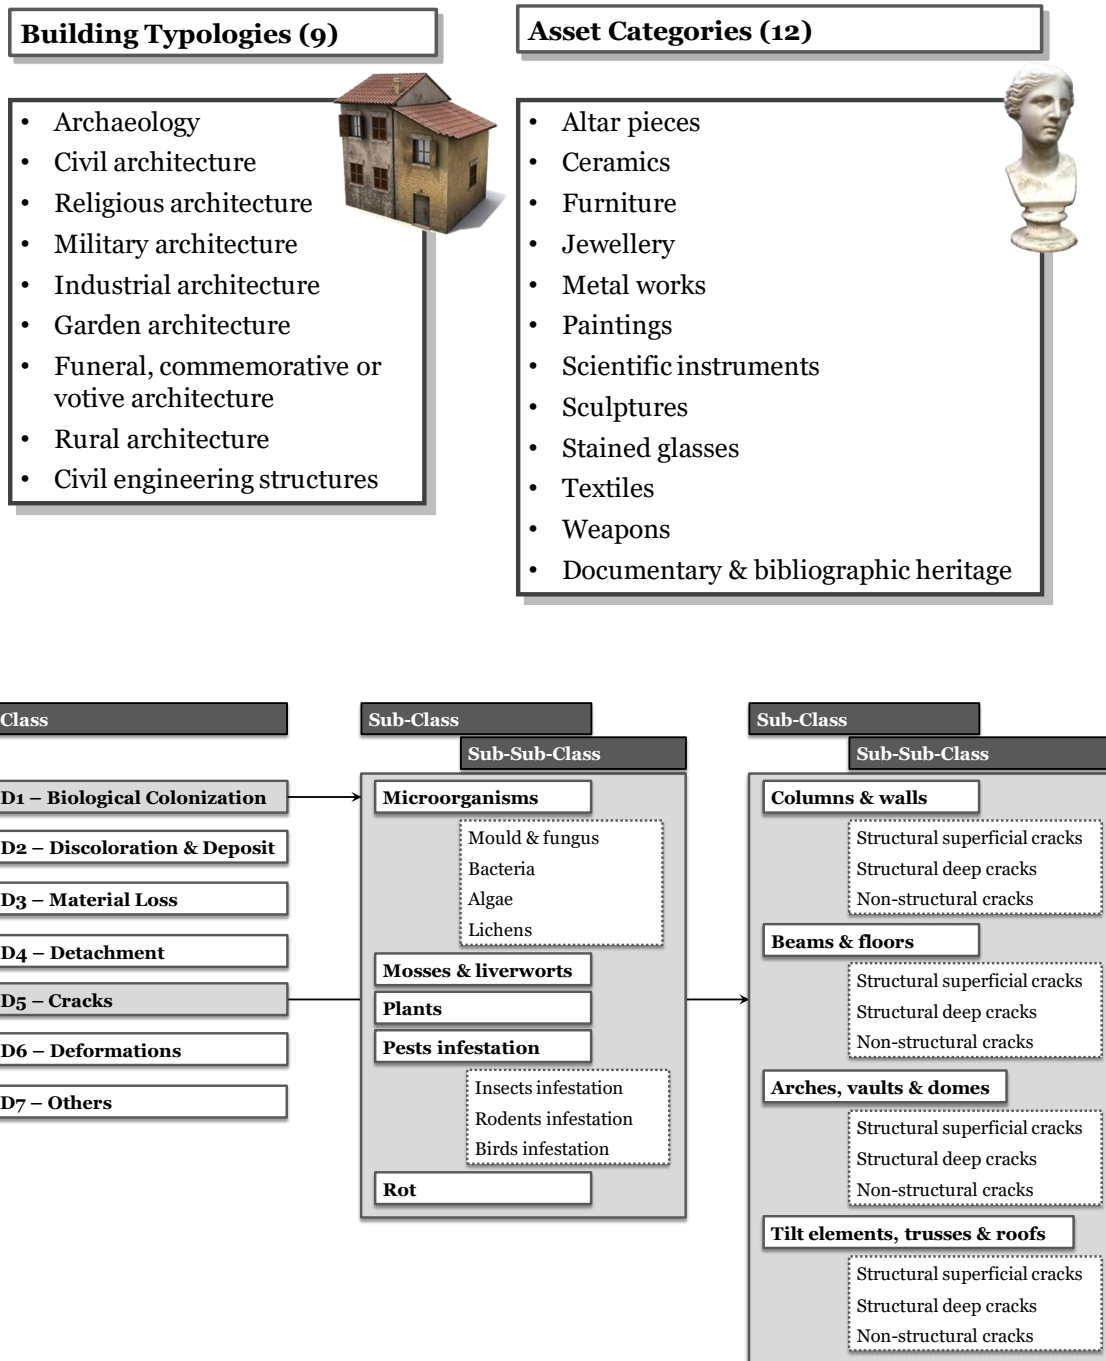 Building Typologies (9)
• Archaeology
• Civil architecture
• Religious architecture
• Military architecture
• Industrial architecture
• Garden architecture
• Funeral, commemorative or
votive architecture
• Rural architecture
• Civil engineering structures
Asset Categories (12)
• Altar pieces
• Ceramics
• Furniture
• Jewellery
• Metal works
• Paintings
• Scientific instruments
• Sculptures
• Stained glasses
• Textiles
• Weapons
• Documentary & bibliographic heritage
Class
D1 – Biological Colonization
D2 – Discoloration & Deposit
D3 – Material Loss
D4 – Detachment
D5 – Cracks
D6 – Deformations
D7 – Others
Sub-Class
Sub-Sub-Class
Microorganisms
Mould & fungus
Bacteria
Algae
Lichens
Mosses & liverworts
Plants
Pests infestation
Insects infestation
Rodents infestation
Birds infestation
Rot
Sub-Class
Sub-Sub-Class
Columns & walls
Structural superficial cracks
Structural deep cracks
Non-structural cracks
Beams & floors
Structural superficial cracks
Structural deep cracks
Non-structural cracks
Arches, vaults & domes
Structural superficial cracks
Structural deep cracks
Non-structural cracks
Tilt elements, trusses & roofs
Structural superficial cracks
Structural deep cracks
Non-structural cracks